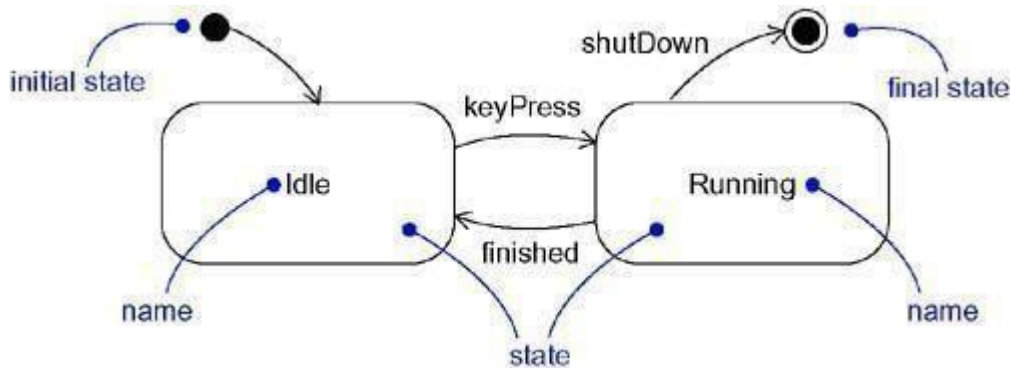 initial state
shutDown
final state
keyPress
Idle
Running
finished
name
state
name